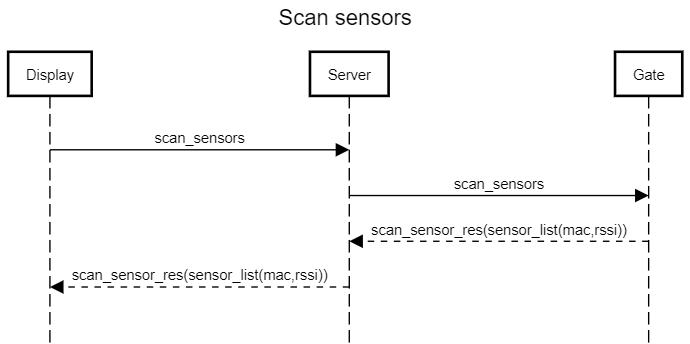 Scan sensors
Display
Server
Gate
scan_sensors
scan_sensors
scan_sensor_res(sensor_list(mac,rssi))
scan_sensor_res(sensor_list(mac,rssi))